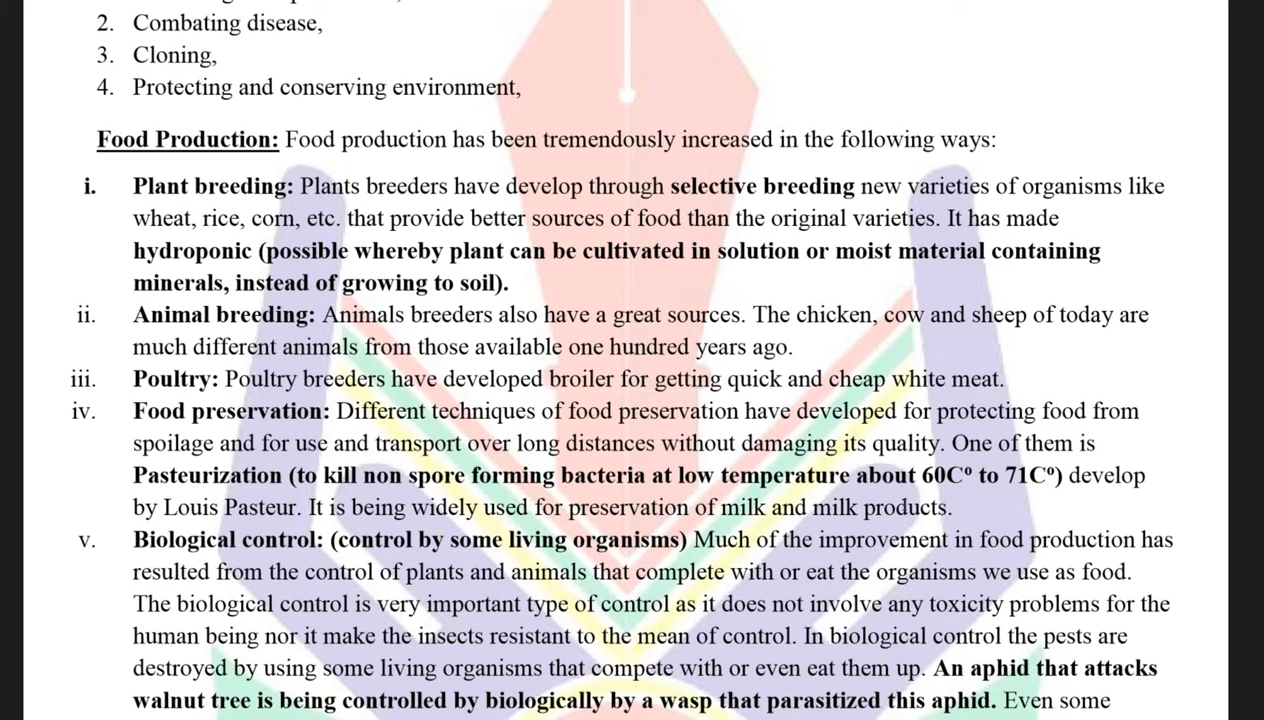 2. Combating disease,
3. Cloning,
4. Protecting and conserving environment,
Food Production: Food production has been tremendously increased in the following ways:
i. Plant breeding: Plants breeders have develop through selective breeding new varieties of organisms like
wheat, rice, corn, etc. that provide better sources of food than the original varieties. It has made
hydroponic (possible whereby plant can be cultivated in solution or moist material containing
minerals, instead of growing to soil).
ii. Animal breeding: Animals breeders also have a great sources. The chicken, cow and sheep of today are
much different animals from those available one hundred years ago.
iii. Poultry: Poultry breeders have developed broiler for getting quick and cheap white meat.
iv. Food preservation: Different techniques of food preservation have developed for protecting food from
spoilage and for use and transport over long distances without damaging its quality. One of them is
Pasteurization (to kill non spore forming bacteria at low temperature about 60Cº to 71Cº) develop
by Louis Pasteur. It is being widely used for preservation of milk and milk products.
v. Biological control: (control by some living organisms) Much of the improvement in food production has
resulted from the control of plants and animals that complete with or eat the organisms we use as food.
The biological control is very important type of control as it does not involve any toxicity problems for the
human being nor it make the insects resistant to the mean of control. In biological control the pests are
destroyed by using some living organisms that compete with or even eat them up. An aphid that attacks
walnut tree is being controlled by biologically by a wasp that parasitized this aphid. Even some